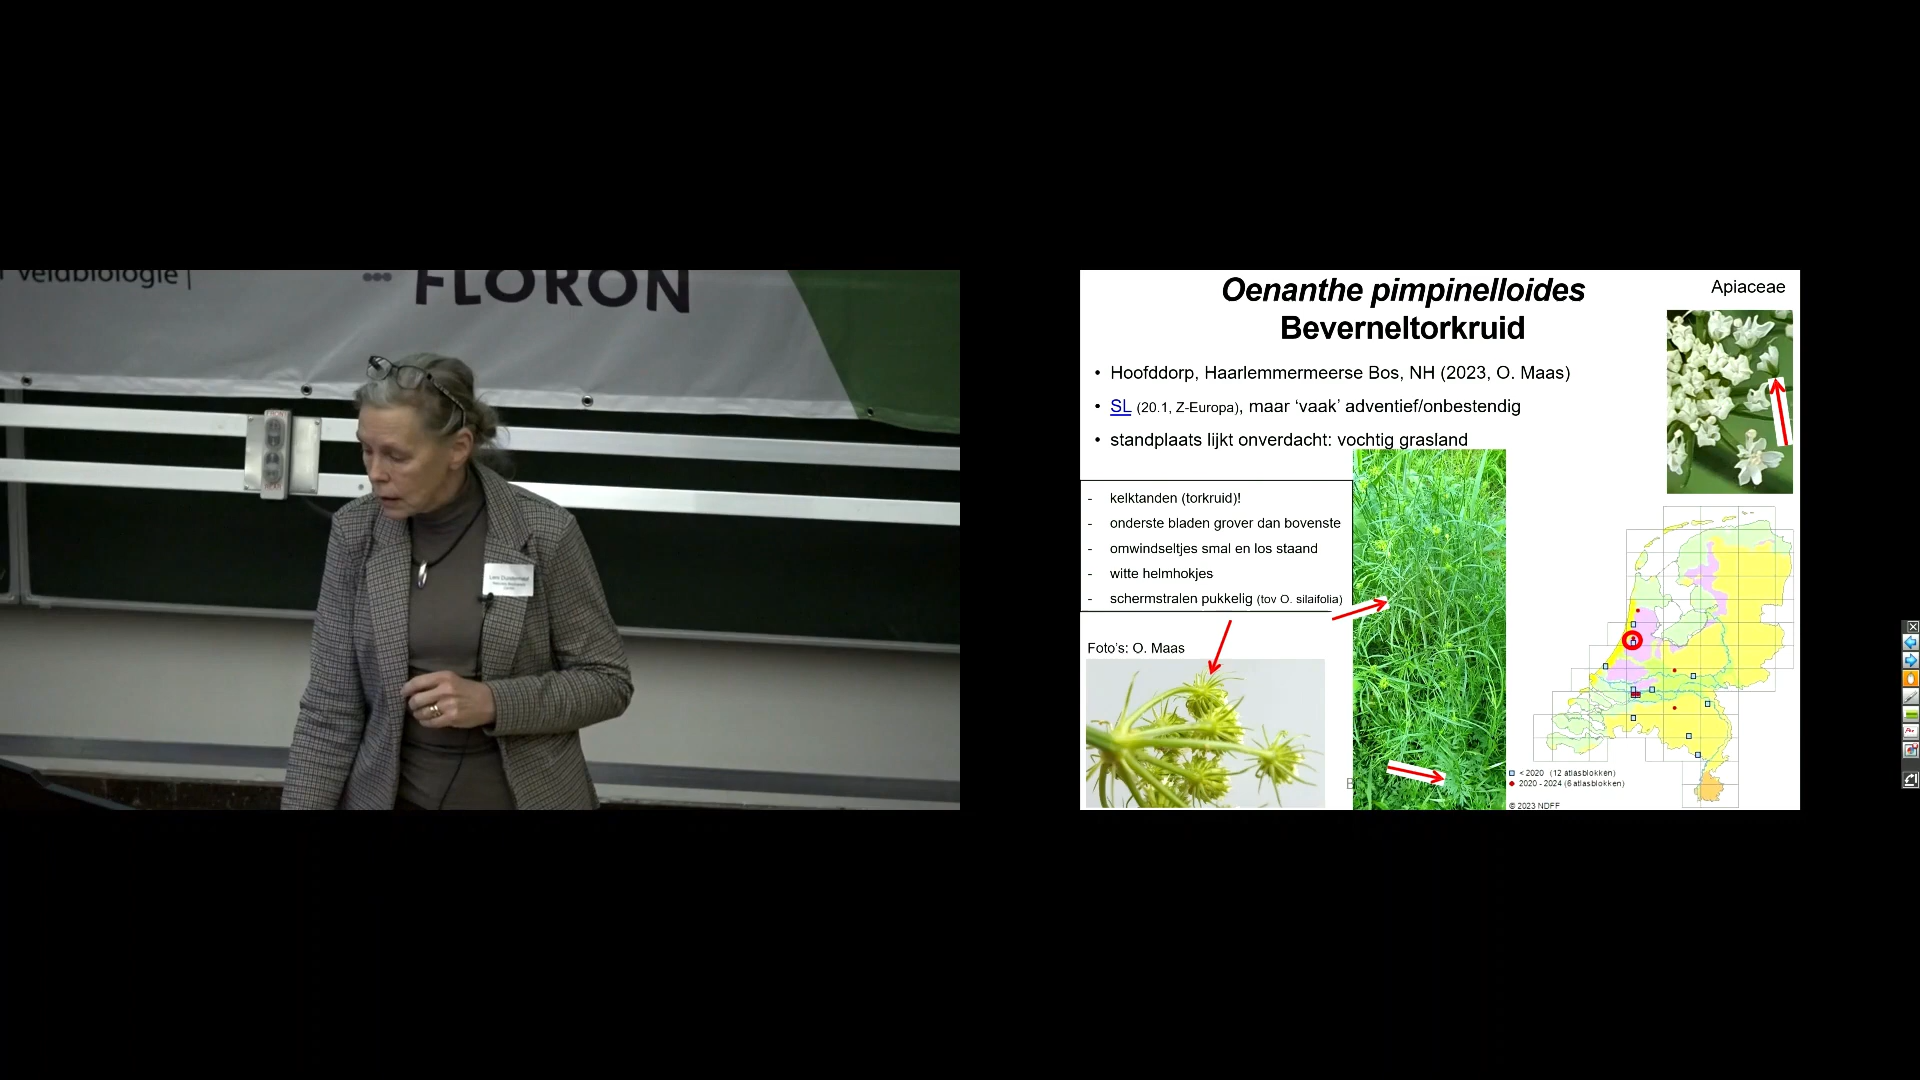 veldbiologie
FLORON
Oenanthe pimpinelloides
Beverneltorkruid
Apiaceae
• Hoofddorp, Haarlemmermeerse Bos, NH (2023, O. Maas)
• SL (20.1, Z-Europa), maar ‘vaak’ adventief/onbestendig
• standplaats lijkt onverdacht: vochtig grasland
- kelktanden (torkruid)!
- onderste bladen grover dan bovenste
- omwindseltjes smal en los staand
- witte helmhokjes
- schermstralen pukkelig (tov O. silaifolia)
Foto's: O. Maas
B
< 2020 (12 atlasblokken)
2020 - 2024 (6 atlasblokken)
© 2023 NDFF